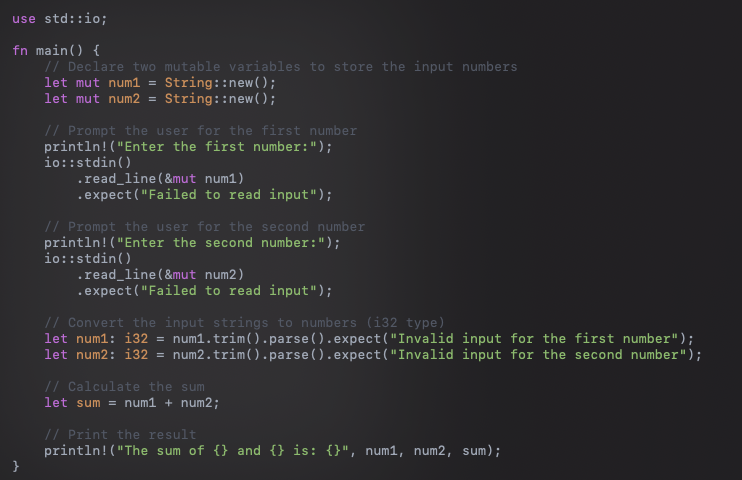 use std::io;

fn main() {
    // Declare two mutable variables to store the input numbers
    let mut num1 = String::new();
    let mut num2 = String::new();

    // Prompt the user for the first number
    println!("Enter the first number:");
    io::stdin()
        .read_line(&mut num1)
        .expect("Failed to read input");

    // Prompt the user for the second number
    println!("Enter the second number:");
    io::stdin()
        .read_line(&mut num2)
        .expect("Failed to read input");

    // Convert the input strings to numbers (i32 type)
    let num1: i32 = num1.trim().parse().expect("Invalid input for the first number");
    let num2: i32 = num2.trim().parse().expect("Invalid input for the second number");

    // Calculate the sum
    let sum = num1 + num2;

    // Print the result
    println!("The sum of {} and {} is: {}", num1, num2, sum);
}